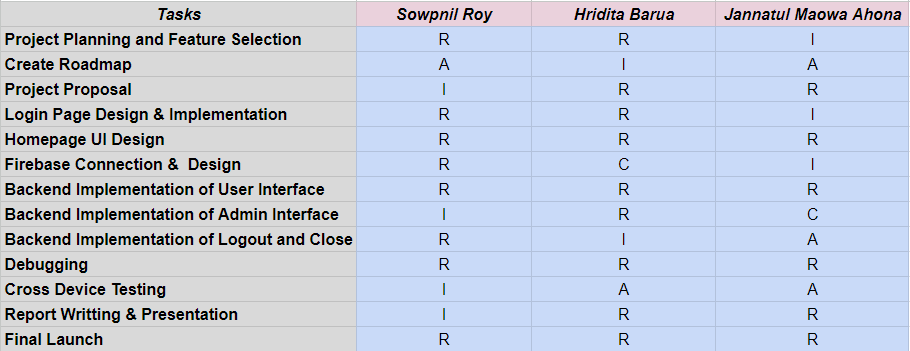 Tasks Sowpnil Roy Hridita Barua Jannatul Maowa Ahona
Project Planning and Feature Selection R R I
Create Roadmap A I A
Project Proposal I R R
Login Page Design & Implementation R R I
Homepage UI Design R R R
Firebase Connection & Design R C I
Backend Implementation of User Interface R R R
Backend Implementation of Admin Interface I R C
Backend Implementation of Logout and Close R I A
Debugging R R R
Cross Device Testing I A A
Report Writting & Presentation I R R
Final Launch R R R